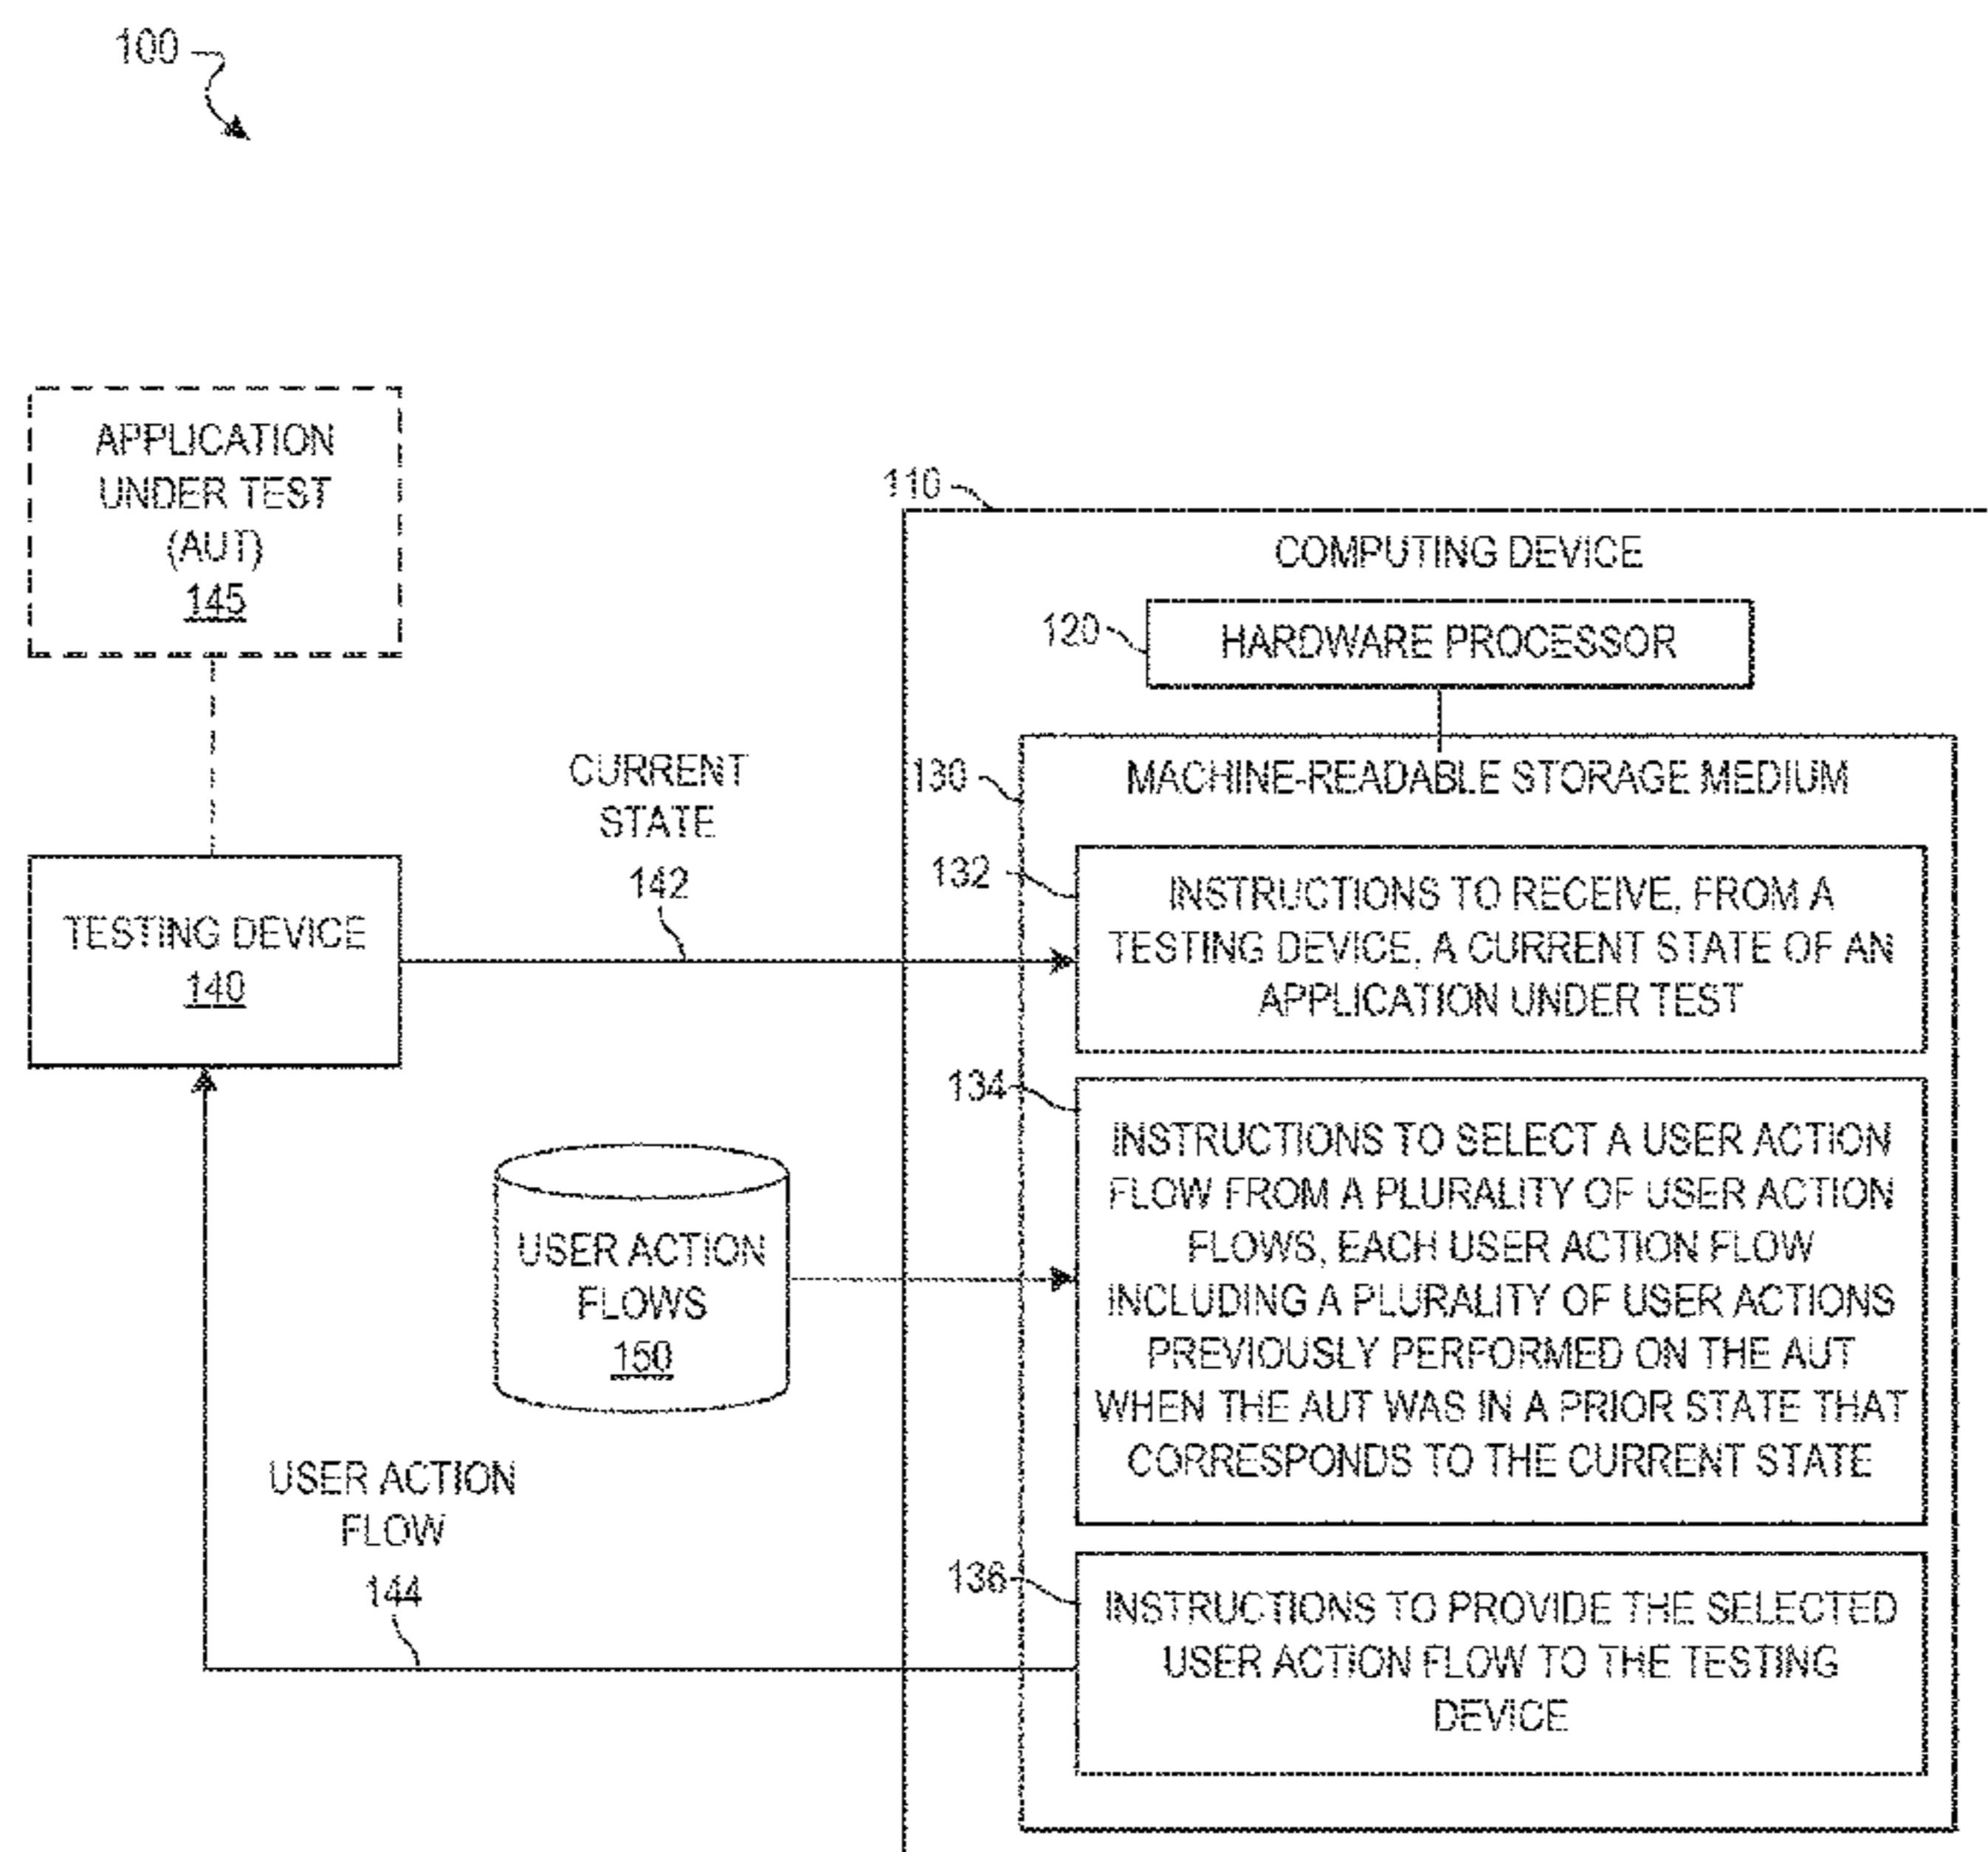 100
APPLICATION
UNDER TEST
(AUT)
145
110
COMPUTING DEVICE
120
HARDWARE PROCESSOR
130
MACHINE-READABLE STORAGE MEDIUM
CURRENT
STATE
142
132
INSTRUCTIONS TO RECEIVE, FROM A
TESTING DEVICE, A CURRENT STATE OF AN
APPLICATION UNDER TEST
TESTING DEVICE
140
134
INSTRUCTIONS TO SELECT A USER ACTION
FLOW FROM A PLURALITY OF USER ACTION
FLOWS, EACH USER ACTION FLOW
INCLUDING A PLURALITY OF USER ACTIONS
PREVIOUSLY PERFORMED ON THE AUT
WHEN THE AUT WAS IN A PRIOR STATE THAT
CORRESPONDS TO THE CURRENT STATE
USER ACTION
FLOWS
150
USER ACTION
FLOW
144
136
INSTRUCTIONS TO PROVIDE THE SELECTED
USER ACTION FLOW TO THE TESTING
DEVICE